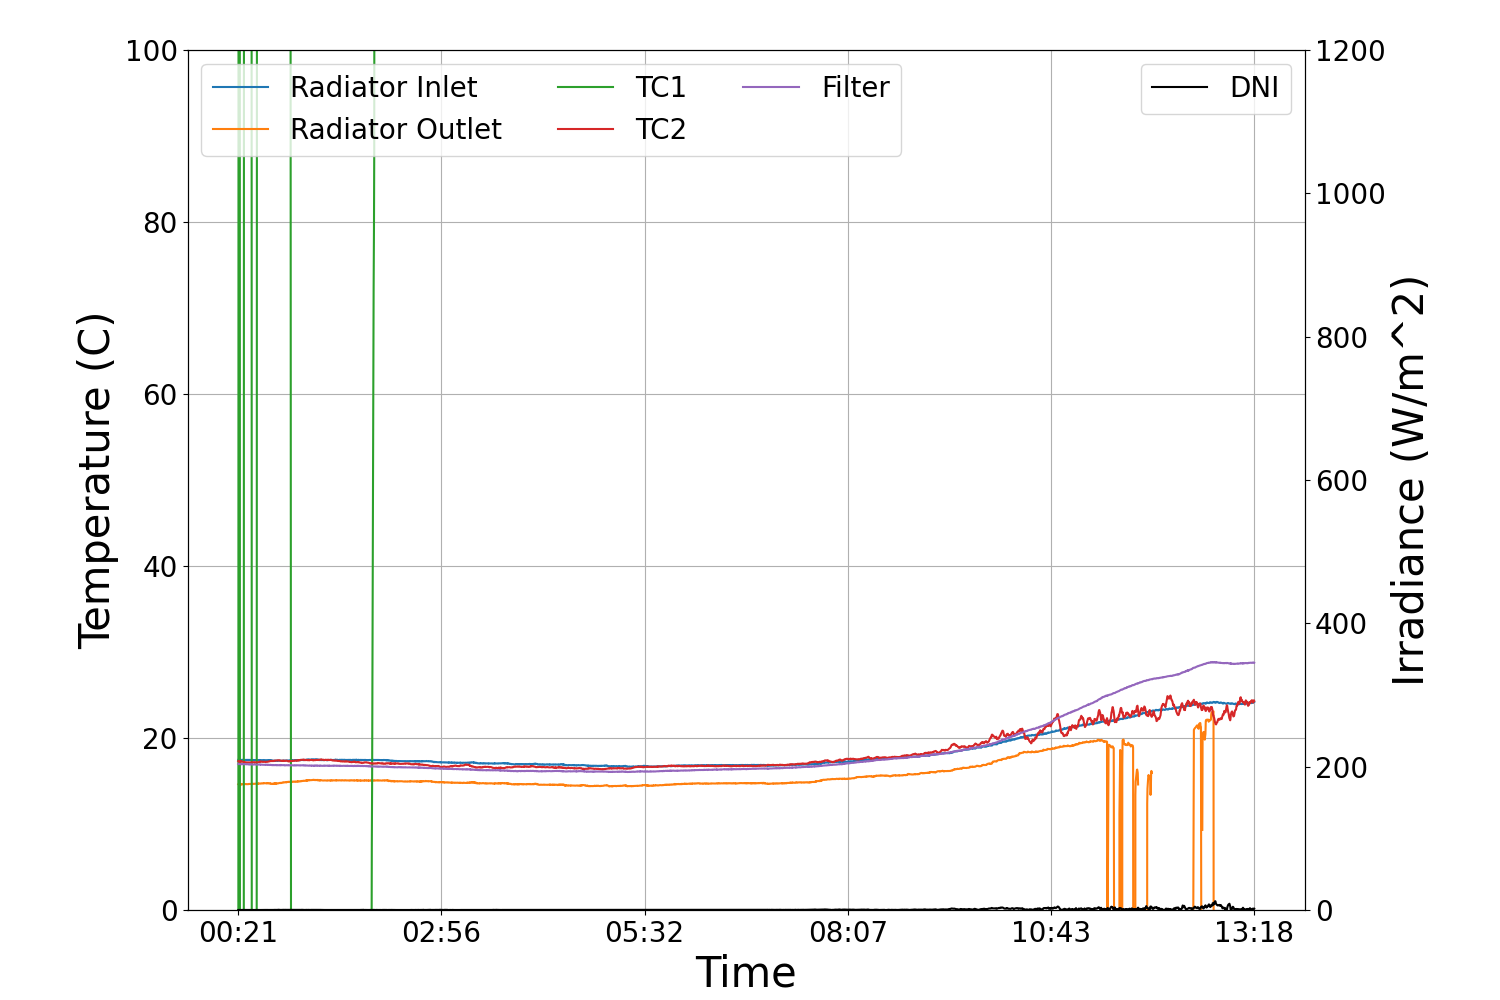 100
80
60
40
20
0
Temperature (C)
Radiator Inlet
Radiator Outlet
TC1
TC2
Filter
DNI
1200
1000
800
600
400
200
0
Irradiance (W/m^2)
00:21 02:56 05:32 08:07 10:43 13:18
Time